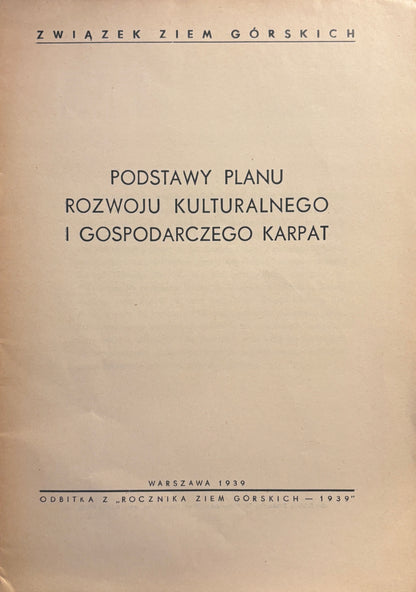 ZWIĄZEK ZIEM GÓRSKICH
PODSTAWY PLANU
ROZWOJU KULTURALNEGO
I GOSPODARCZEGO KARPAT
WARSZAWA 1939
ODBITKA Z „ROCZNIKA ZIEM GÓRSKICH — 1939"